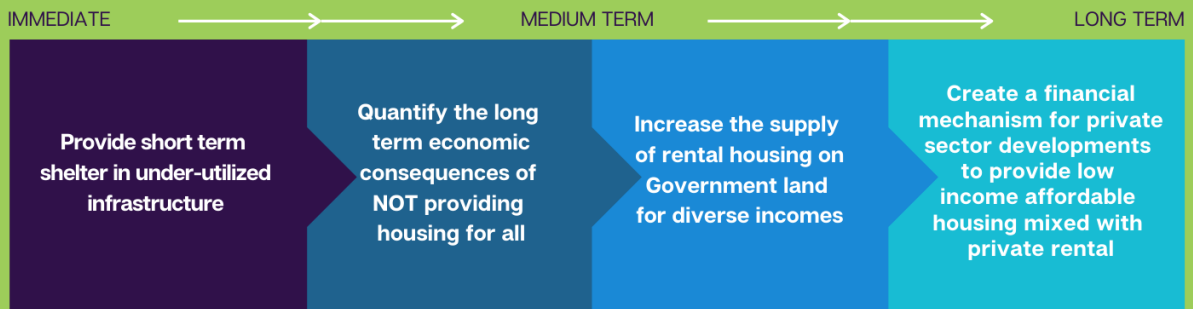 IMMEDIATE
MEDIUM TERM
LONG TERM
Provide short term
shelter in under-utilized
infrastructure
Quantify the long
term economic
consequences of
NOT providing
housing for all
Increase the supply
of rental housing on
Government land
for diverse incomes
Create a financial
mechanism for private
sector developments
to provide low
income affordable
housing mixed with
private rental